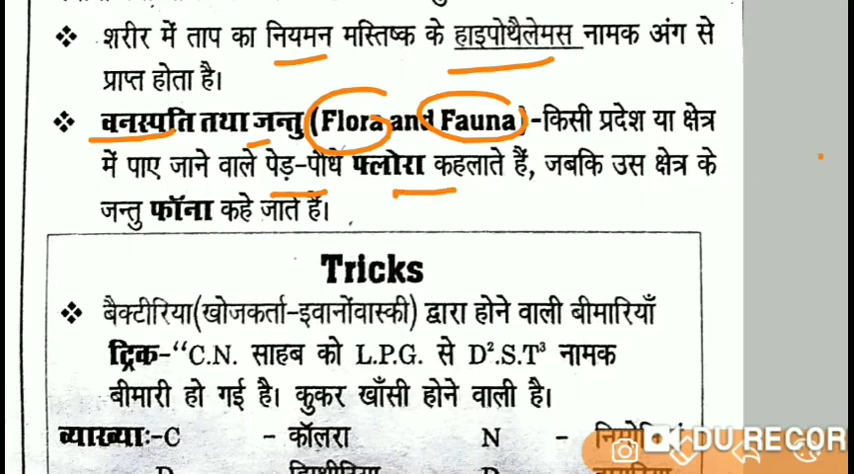 ❖ शरीर में ताप का नियमन मस्तिष्क के हाइपोथैलेमस नामक अंग से
प्राप्त होता है।
❖ वनस्पति तथा जन्तु (Flora and Fauna)-किसी प्रदेश या क्षेत्र
में पाए जाने वाले पेड़-पौधे फ्लोरा कहलाते हैं, जबकि उस क्षेत्र के
जन्तु फॉना कहे जाते हैं।
Tricks
❖ बैक्टीरिया(खोजकर्ता-इवानोंवास्की) द्वारा होने वाली बीमारियाँ
ट्रिक-“C.N. साहब को L.P.G. से D².S.T³ नामक
बीमारी हो गई है। कुकर खाँसी होने वाली है।
व्याख्याः-C - कॉलरा N -
DU RECOR